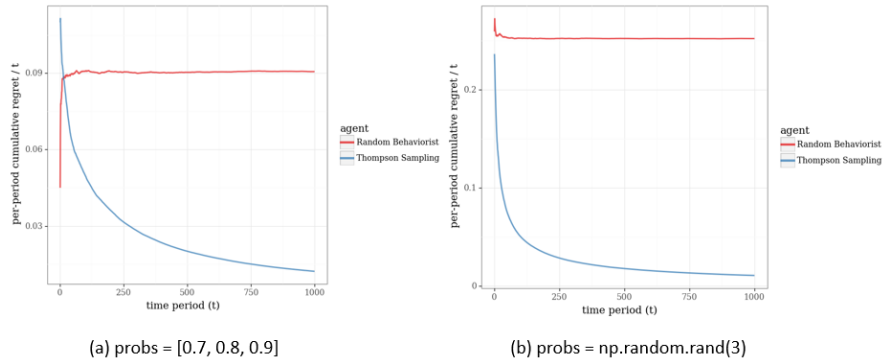 per-period cumulative regret / t
0.09
0.06
0.03
0
250
500
750
1000
time period (t)
agent
Random Behaviorist
Thompson Sampling
(a) probs = [0.7, 0.8, 0.9]
per-period cumulative regret / t
0.2
0.1
0
0
250
500
750
1000
time period (t)
agent
Random Behaviorist
Thompson Sampling
(b) probs = np.random.rand(3)